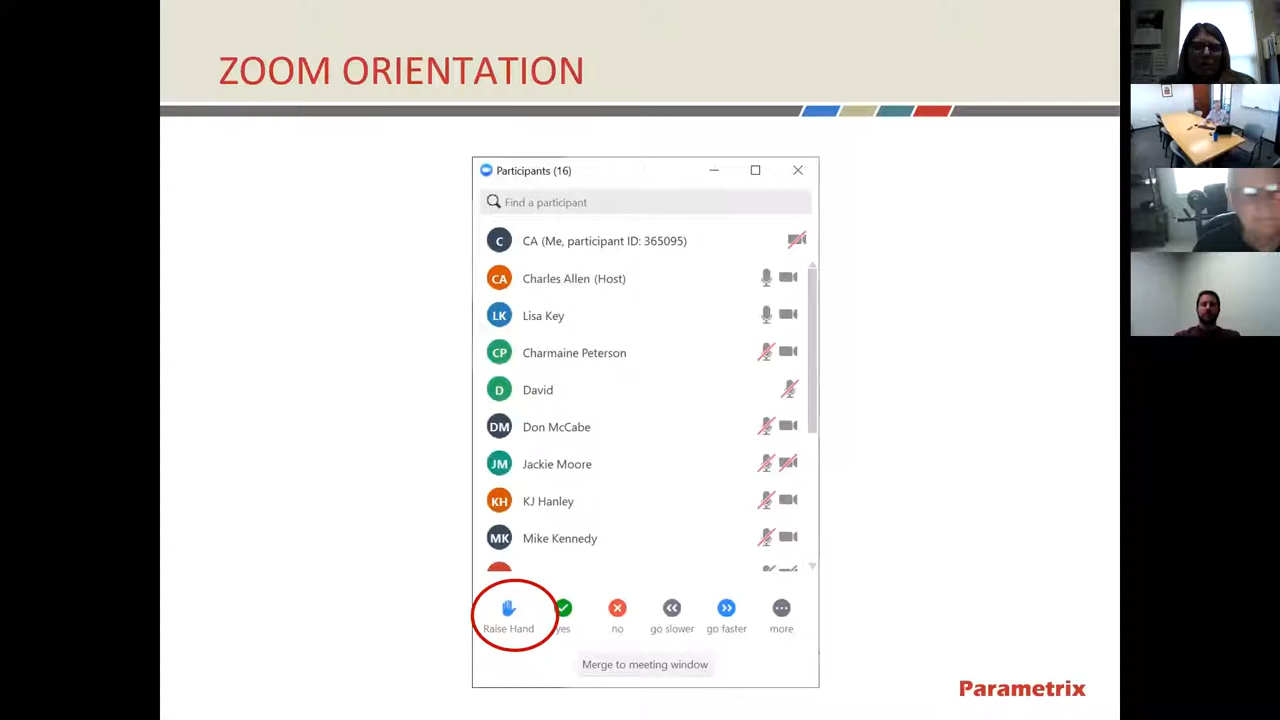 ZOOM ORIENTATION
Participants (16)
Find a participant
C CA (Me, participant ID: 365095)
CA Charles Allen (Host)
LK Lisa Key
CP Charmaine Peterson
D David
DM Don McCabe
JM Jackie Moore
KH KJ Hanley
MK Mike Kennedy
Raise Hand yes no go slower go faster more
Merge to meeting window
Parametrix